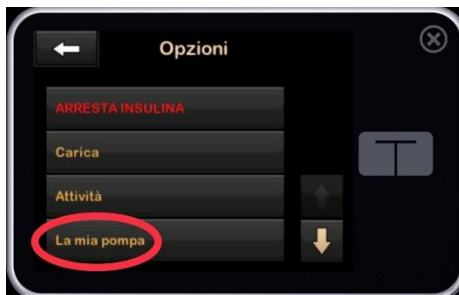 Opzioni
ARRESTA INSULINA
Carica
Attività
La mia pompa